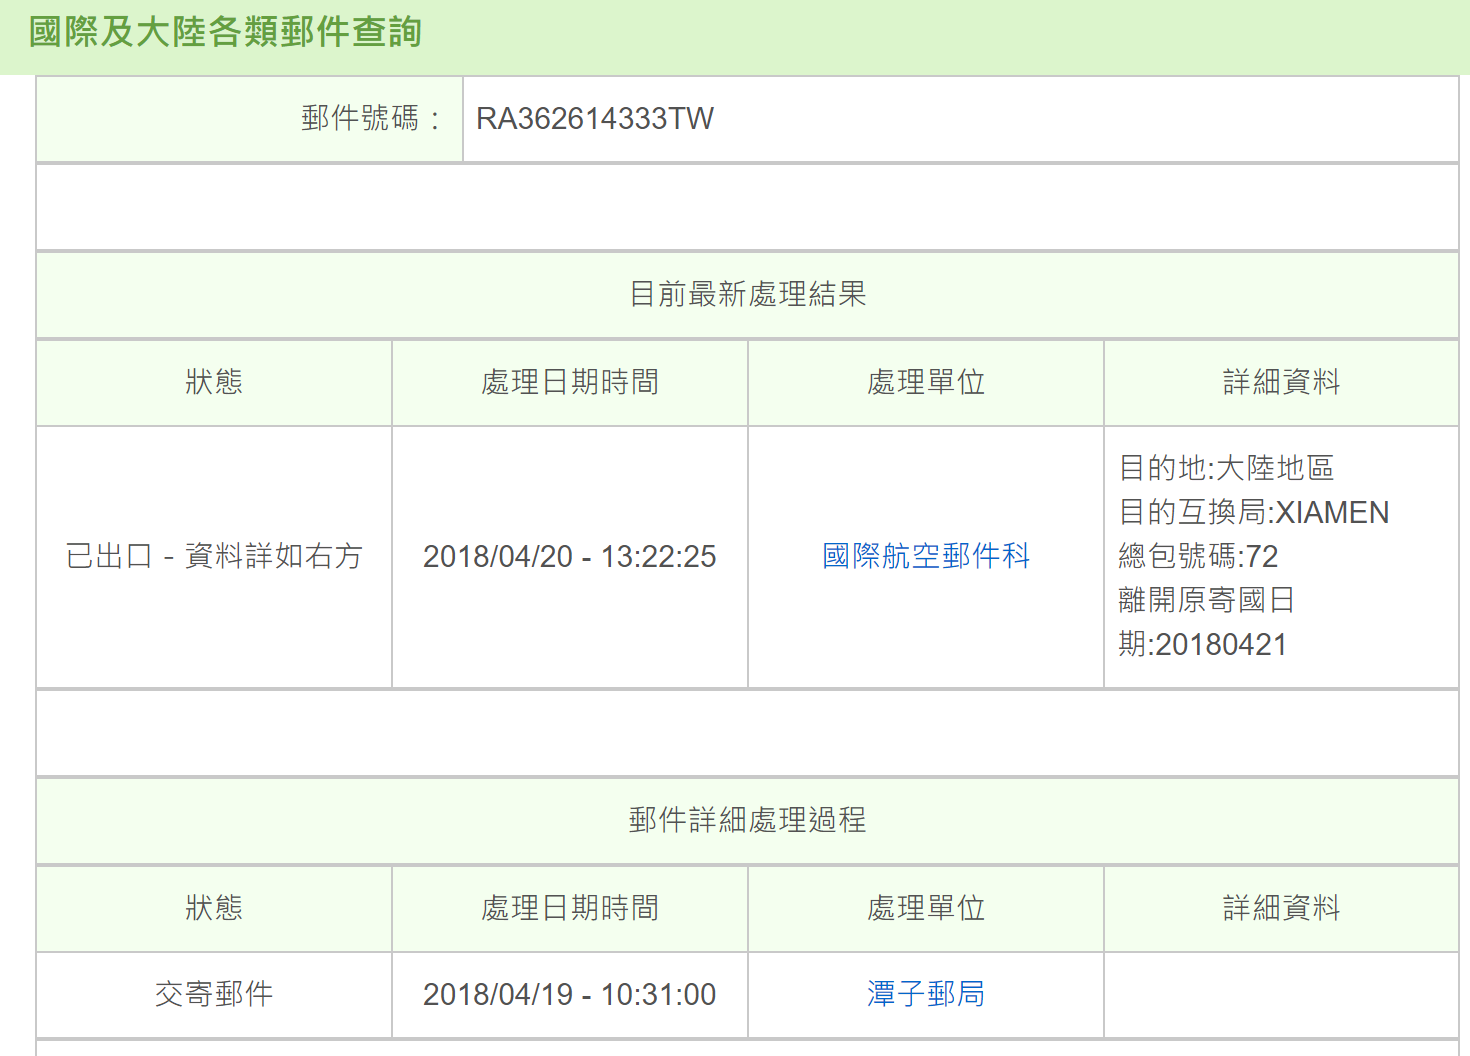 國際及大陸各類郵件查詢
郵件號碼： RA362614333TW
目前最新處理結果
狀態 處理日期時間 處理單位 詳細資料
已出口 - 資料詳如右方 2018/04/20 - 13:22:25 國際航空郵件科
目的地:大陸地區
目的互換局:XIAMEN
總包號碼:72
離開原寄國日
期:20180421
郵件詳細處理過程
狀態 處理日期時間 處理單位 詳細資料
交寄郵件 2018/04/19 - 10:31:00 潭子郵局